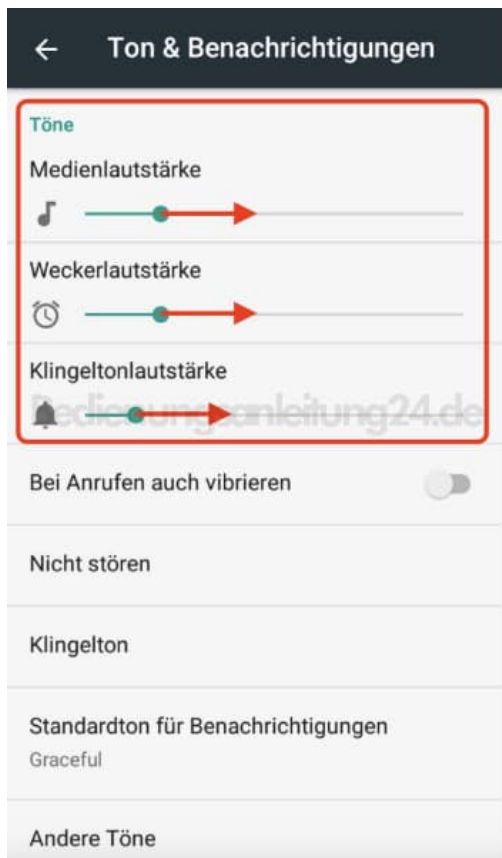 Ton & Benachrichtigungen
Töne
Medienlautstärke
Weckerlautstärke
Klingeltonlautstärke
Bedienungsanleitung24.de
Bei Anrufen auch vibrieren
Nicht stören
Klingelton
Standardton für Benachrichtigungen
Graceful
Andere Töne